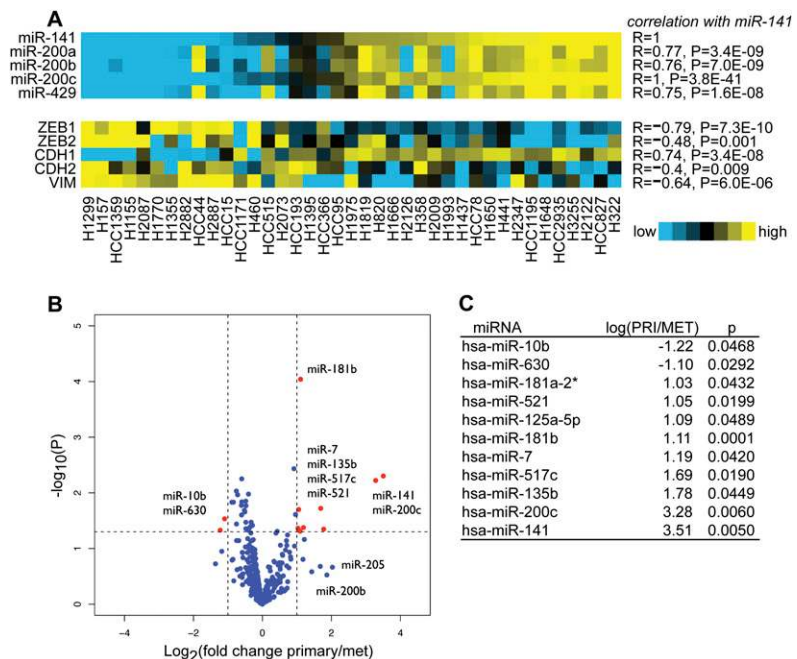 A
correlation with miR-141
miR-141 R=1
miR-200a R=0.77, P=3.4E-09
miR-200b R=0.76, P=7.0E-09
miR-200c R=1, P=3.8E-41
miR-429 R=0.75, P=1.6E-08
ZEB1 R=-0.79, P=7.3E-10
ZEB2 R=-0.48, P=0.001
CDH1 R=0.74, P=3.4E-08
CDH2 R=-0.4, P=0.009
VIM R=-0.64, P=6.0E-06
H1299
H157
HCC1359
H1155
H2087
H1770
H1355
H2882
HCC44
H2887
HCC15
HCC1171
H460
HCC515
H2073
HCC193
H1395
HCC366
HCC95
H1975
H1819
H820
H1666
H2126
H358
H2009
H1993
H1437
HCC78
H1650
H441
H2347
HCC1195
H1648
HCC2935
H3255
H2122
HCC827
H322
low high
B
-log10(P)
5
4
3
2
1
0
miR-181b
miR-7
miR-135b
miR-517c
miR-521
miR-10b
miR-630
miR-141
miR-200c
miR-205
miR-200b
-4 -2 0 2 4
Log2(fold change primary/met)
C
miRNA log(PRI/MET) p
hsa-miR-10b -1.22 0.0468
hsa-miR-630 -1.10 0.0292
hsa-miR-181a-2* 1.03 0.0432
hsa-miR-521 1.05 0.0199
hsa-miR-125a-5p 1.09 0.0489
hsa-miR-181b 1.11 0.0001
hsa-miR-7 1.19 0.0420
hsa-miR-517c 1.69 0.0190
hsa-miR-135b 1.78 0.0449
hsa-miR-200c 3.28 0.0060
hsa-miR-141 3.51 0.0050